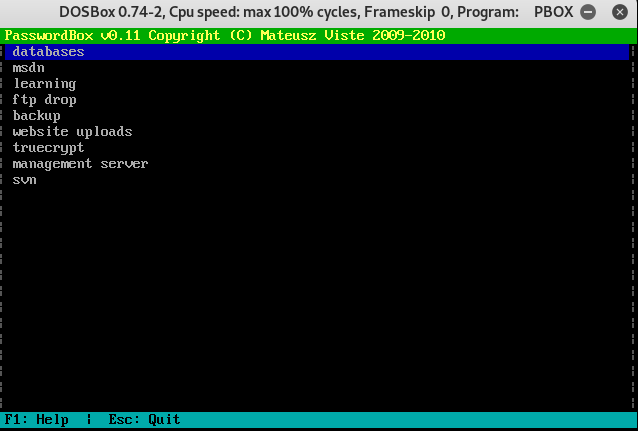 DOSBox 0.74-2, Cpu speed: max 100% cycles, Frameskip 0, Program: PBOX
PasswordBox v0.11 Copyright (C) Mateusz Viste 2009-2010
databases
msdn
learning
ftp drop
backup
website uploads
truecrypt
management server
svn
F1: Help ¦ Esc: Quit